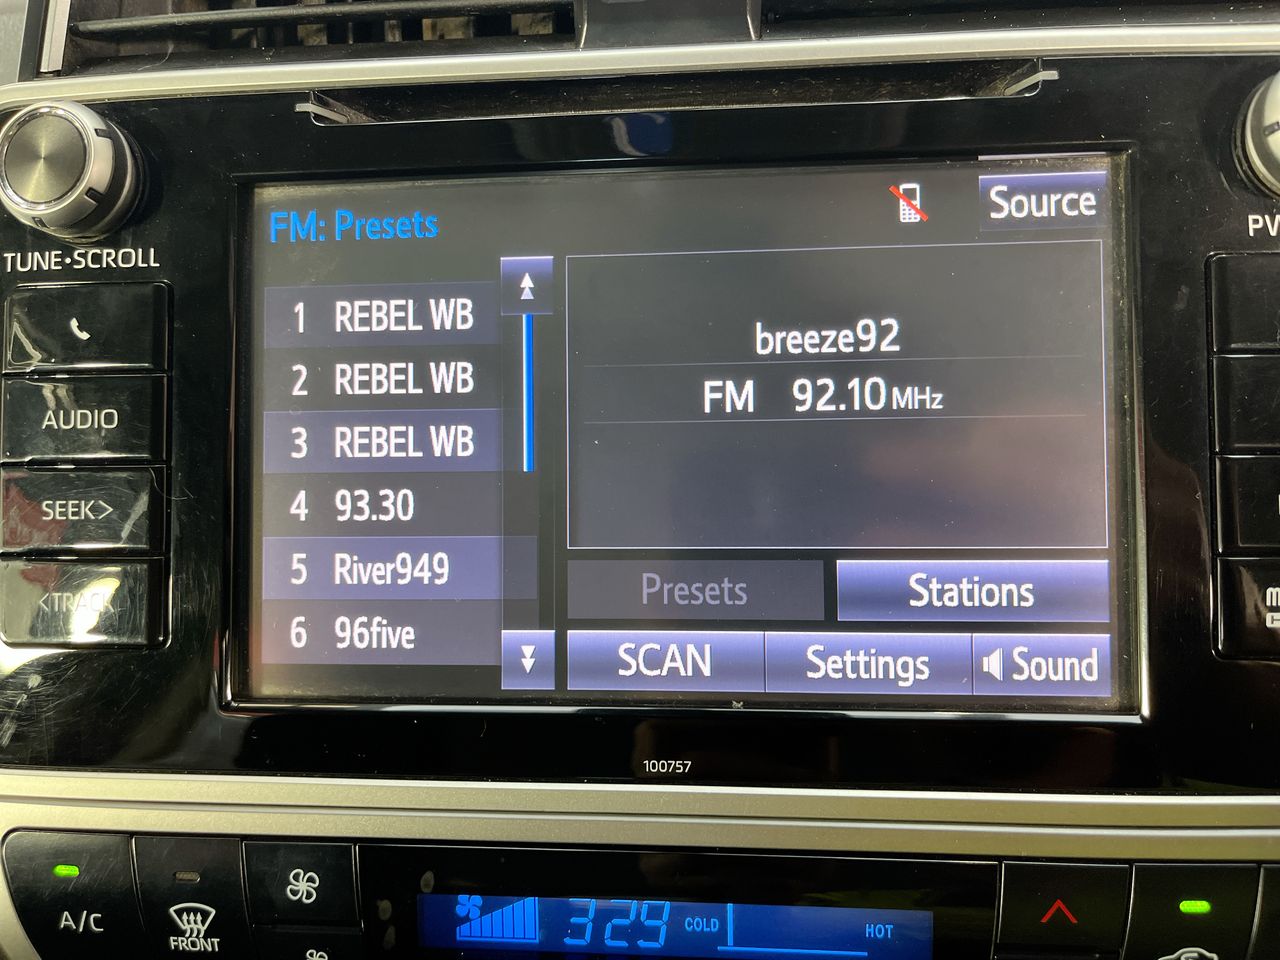 FM: Presets
Source
TUNE•SCROLL
PW
1 REBEL WB
2 REBEL WB
3 REBEL WB
4 93.30
5 River949
6 96five
breeze92
FM 92.10 MHz
AUDIO
SEEK>
<TRACK
Presets
Stations
SCAN
Settings
Sound
100757
A/C
FRONT
329
COLD
HOT